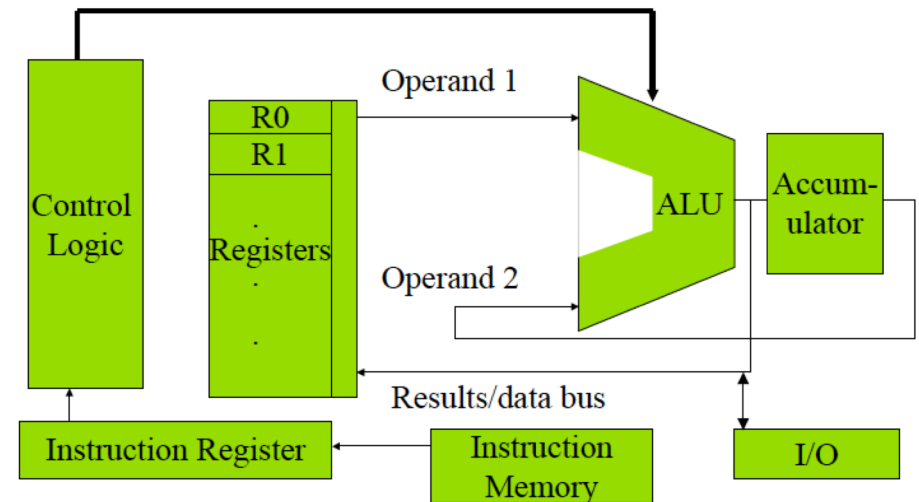 Operand 1
R0
R1
Control
Logic
.
Registers
.
.
ALU
Accum-
ulator
Operand 2
Results/data bus
Instruction Register
Instruction
Memory
I/O